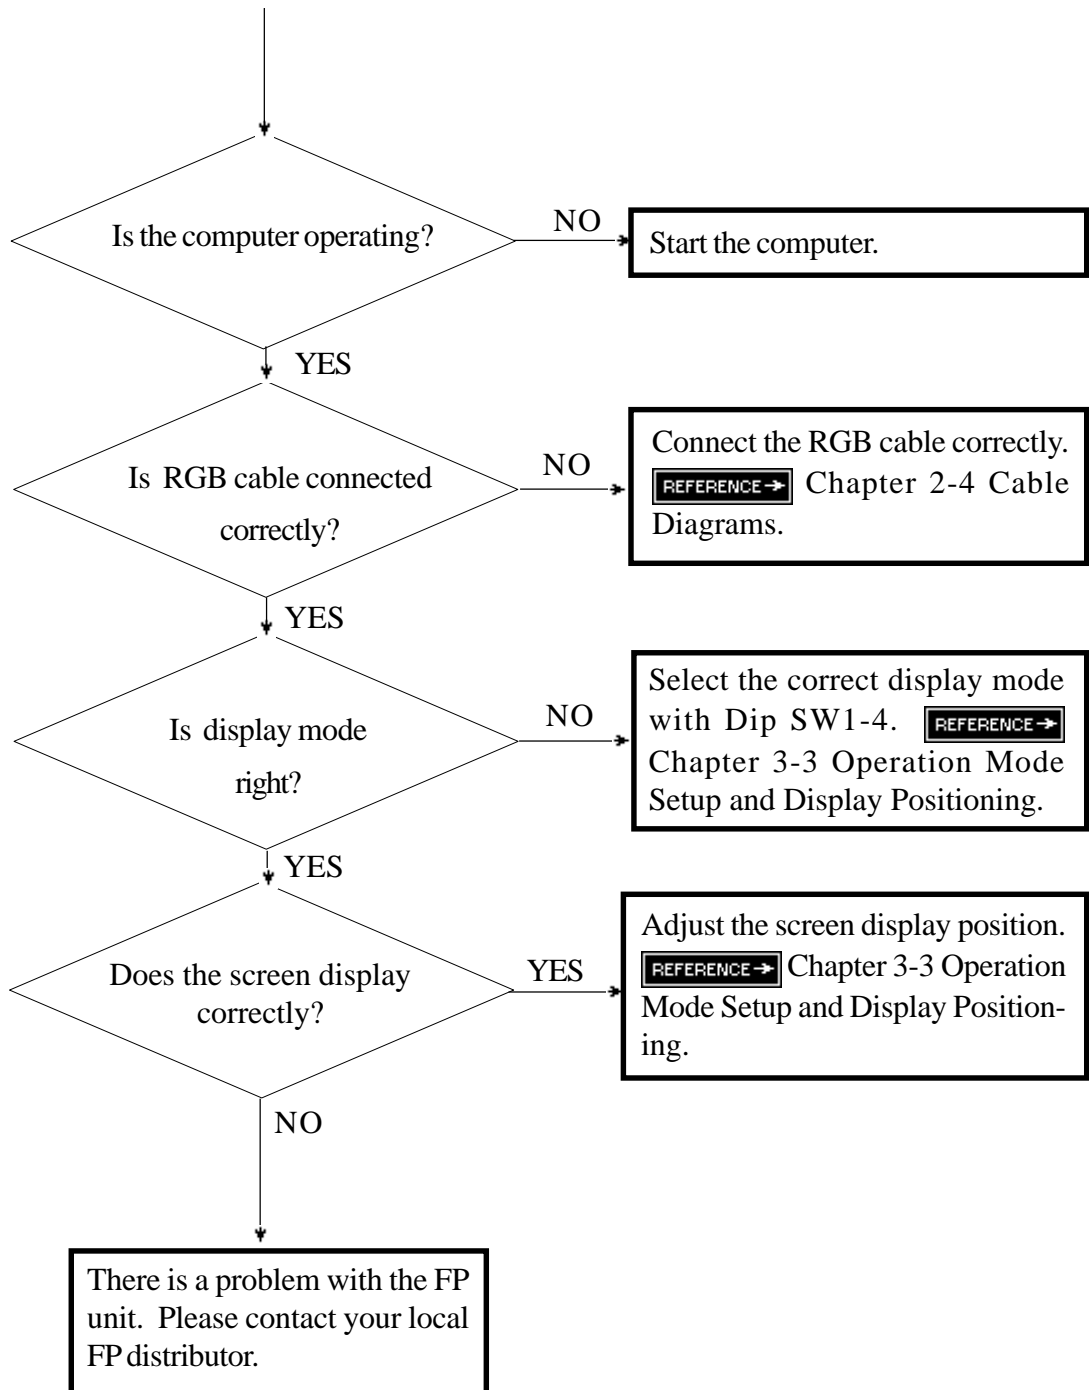 Is the computer operating?
NO
Start the computer.
YES
Is RGB cable connected
correctly?
NO
Connect the RGB cable correctly.
REFERENCE→ Chapter 2-4 Cable
Diagrams.
YES
Is display mode
right?
NO
Select the correct display mode
with Dip SW1-4. REFERENCE→
Chapter 3-3 Operation Mode
Setup and Display Positioning.
YES
Does the screen display
correctly?
YES
Adjust the screen display position.
REFERENCE→ Chapter 3-3 Operation
Mode Setup and Display Position-
ing.
NO
There is a problem with the FP
unit. Please contact your local
FP distributor.